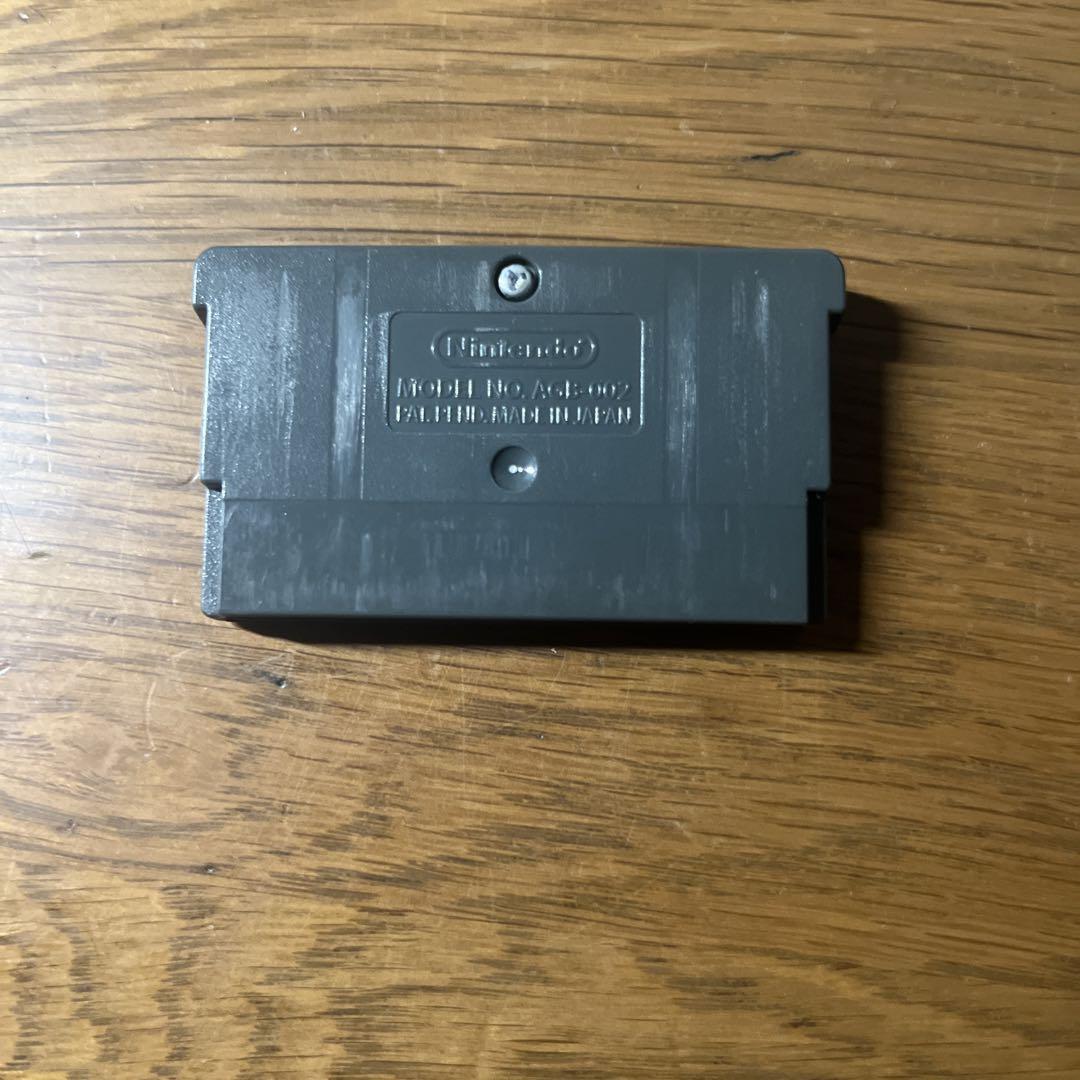 Nintendo
MODEL NO. AGB-002
PAT. PEND. MADE IN JAPAN